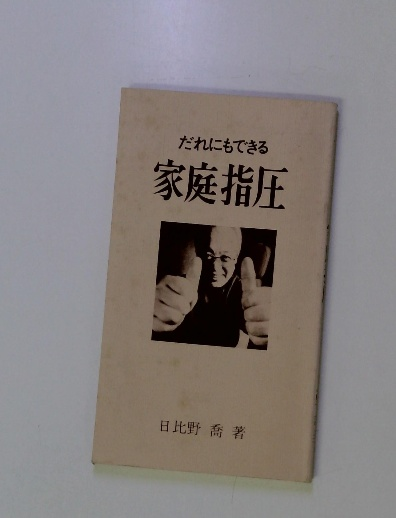 だれにもできる
家庭指圧
日比野 喬 著